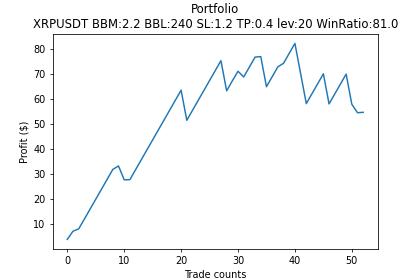 Portfolio
XRPUSDT BBM:2.2 BBL:240 SL:1.2 TP:0.4 lev:20 WinRatio:81.0
80
70
60
50
40
30
20
10
Profit ($)
0 10 20 30 40 50
Trade counts